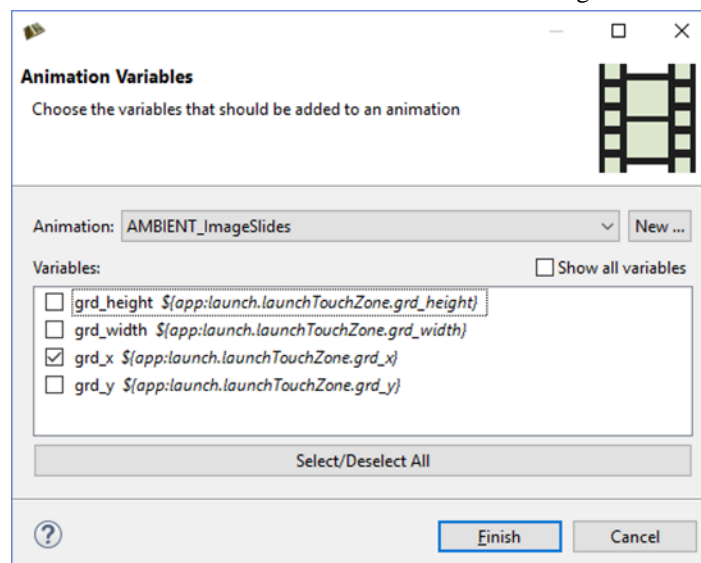 Animation Variables
Choose the variables that should be added to an animation
Animation: AMBIENT_ImageSlides New ...
Variables: Show all variables
grd_height ${app:launch.launchTouchZone.grd_height}
grd_width ${app:launch.launchTouchZone.grd_width}
grd_x ${app:launch.launchTouchZone.grd_x}
grd_y ${app:launch.launchTouchZone.grd_y}
Select/Deselect All
? Finish Cancel